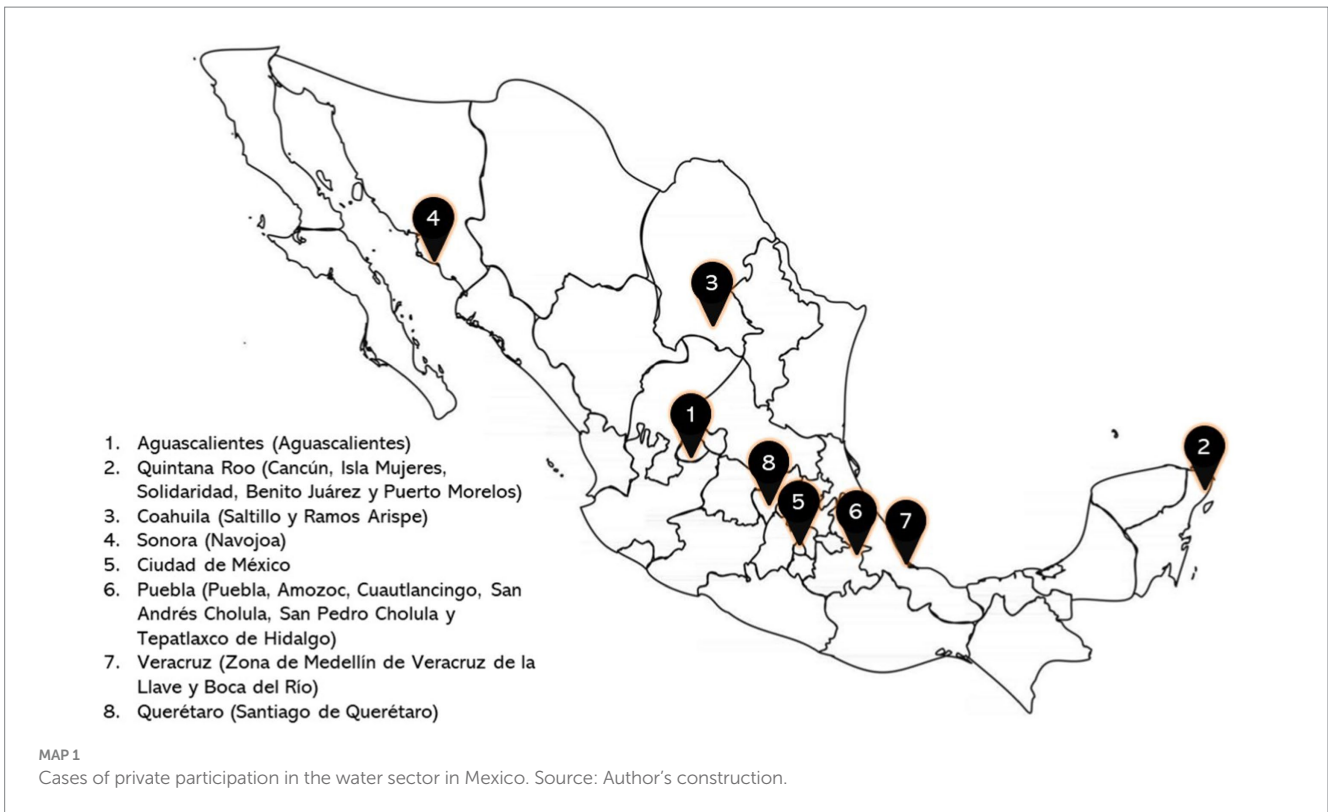 4
3
1
2
8
5
6
7
1. Aguascalientes (Aguascalientes)
2. Quintana Roo (Cancún, Isla Mujeres,
Solidaridad, Benito Juárez y Puerto Morelos)
3. Coahuila (Saltillo y Ramos Arispe)
4. Sonora (Navojoa)
5. Ciudad de México
6. Puebla (Puebla, Amozoc, Cuautlancingo, San
Andrés Cholula, San Pedro Cholula y
Tepatlaxco de Hidalgo)
7. Veracruz (Zona de Medellín de Veracruz de la
Llave y Boca del Río)
8. Querétaro (Santiago de Querétaro)
MAP 1
Cases of private participation in the water sector in Mexico. Source: Author's construction.